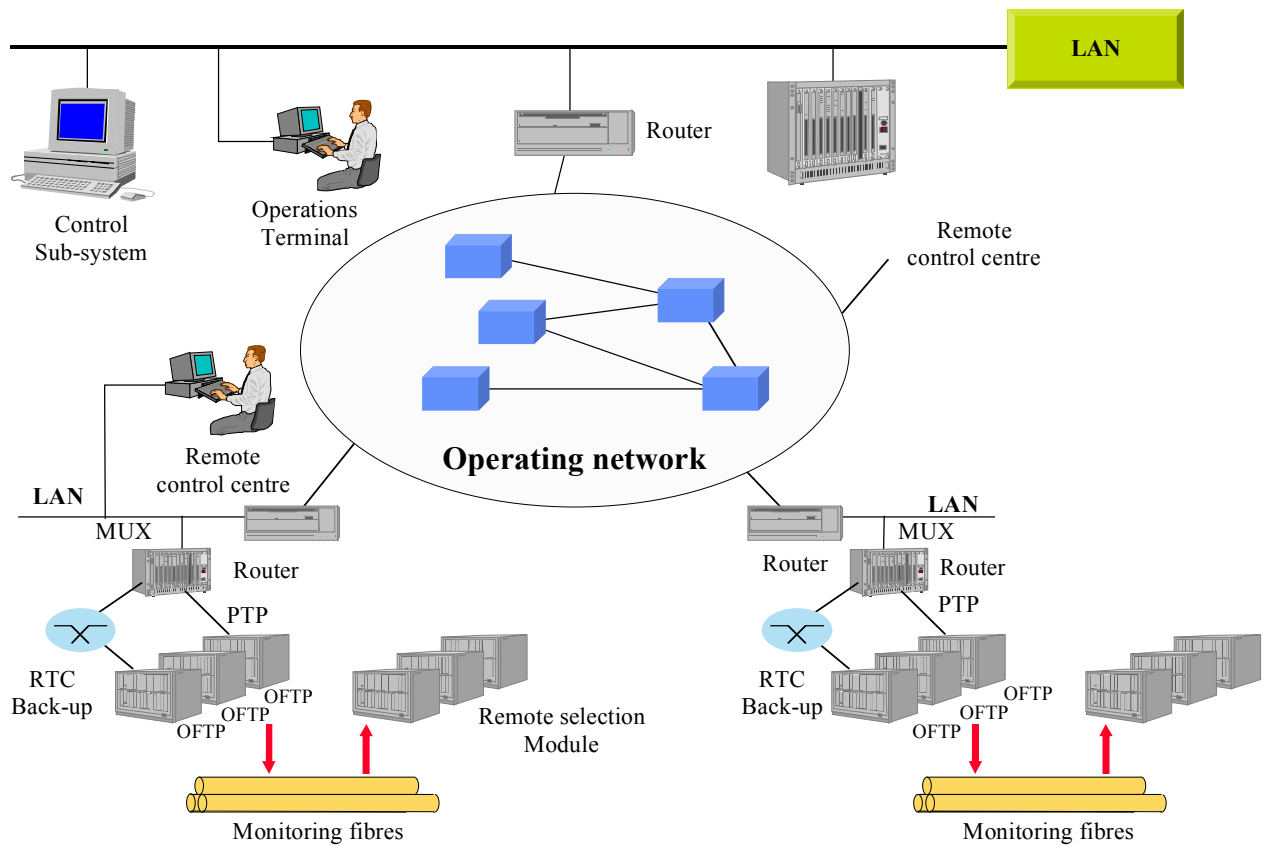 LAN
Router
Control
Sub-system
Operations
Terminal
Remote
control centre
Operating network
Remote
control centre
LAN
MUX
Router
PTP
RTC
Back-up
OFTP
OFTP
OFTP
Remote selection
Module
Monitoring fibres
LAN
MUX
Router
Router
PTP
RTC
Back-up
OFTP
OFTP
OFTP
Monitoring fibres